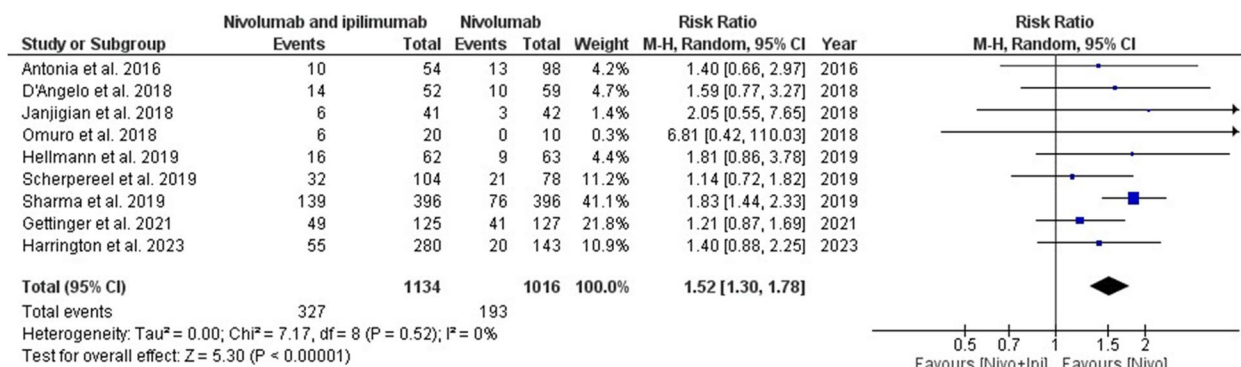 Nivolumab and ipilimumab Nivolumab Risk Ratio Risk Ratio
Study or Subgroup Events Total Events Total Weight M-H, Random, 95% CI Year M-H, Random, 95% CI
Antonia et al. 2016 10 54 13 98 4.2% 1.40 [0.66, 2.97] 2016
D'Angelo et al. 2018 14 52 10 59 4.7% 1.59 [0.77, 3.27] 2018
Janjigian et al. 2018 6 41 3 42 1.4% 2.05 [0.55, 7.65] 2018
Omuro et al. 2018 6 20 0 10 0.3% 6.81 [0.42, 110.03] 2018
Hellmann et al. 2019 16 62 9 63 4.4% 1.81 [0.86, 3.78] 2019
Scherpereel et al. 2019 32 104 21 78 11.2% 1.14 [0.72, 1.82] 2019
Sharma et al. 2019 139 396 76 396 41.1% 1.83 [1.44, 2.33] 2019
Gettinger et al. 2021 49 125 41 127 21.8% 1.21 [0.87, 1.69] 2021
Harrington et al. 2023 55 280 20 143 10.9% 1.40 [0.88, 2.25] 2023
Total (95% CI) 1134 1016 100.0% 1.52 [1.30, 1.78]
Total events 327 193
Heterogeneity: Tau² = 0.00; Chi² = 7.17, df = 8 (P = 0.52); I² = 0%
Test for overall effect: Z = 5.30 (P < 0.00001)
0.5 0.7 1 1.5 2
Favours [Nivo+Ipi] Favours [Nivo]